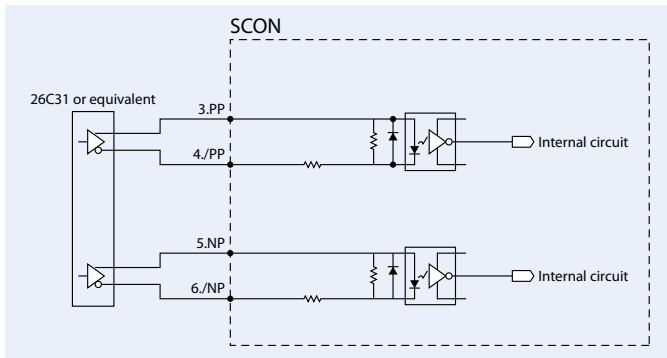 SCON
26C31 or equivalent
3.PP
4./PP
Internal circuit
5.NP
6./NP
Internal circuit